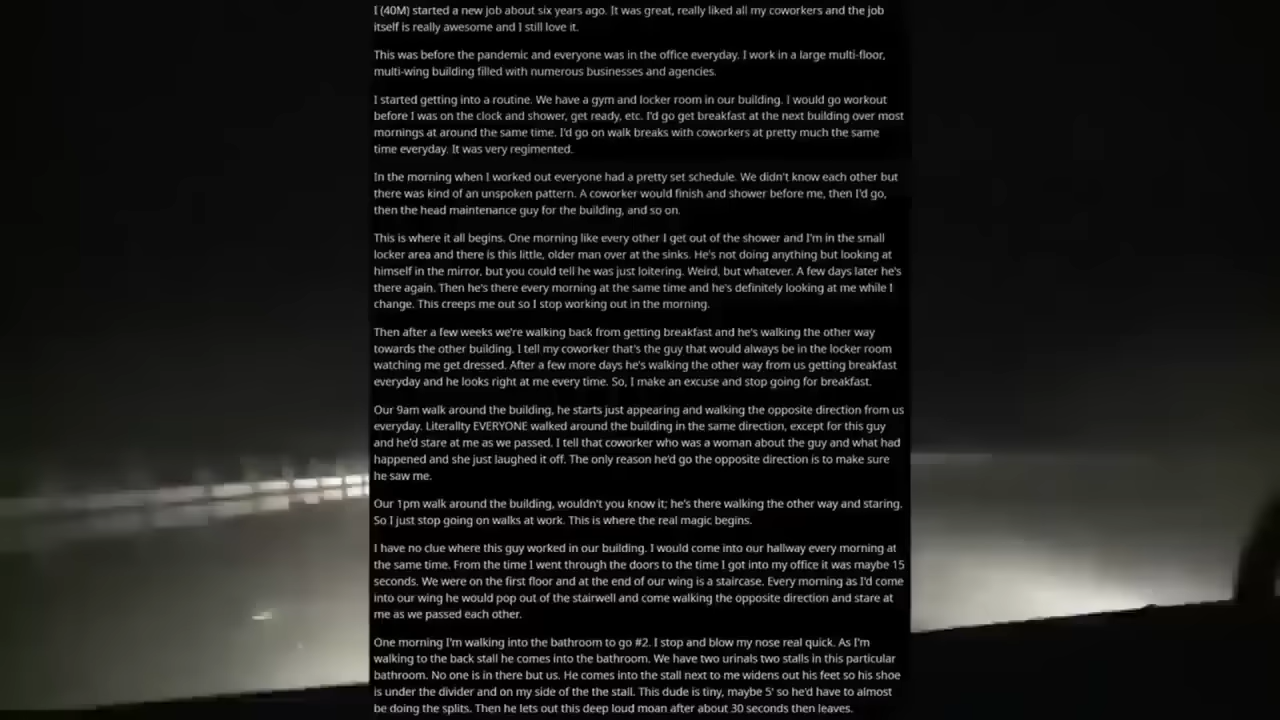 I (40M) started a new job about six years ago. It was great, really liked all my coworkers and the job
itself is really awesome and I still love it.
This was before the pandemic and everyone was in the office everyday. I work in a large multi-floor,
multi-wing building filled with numerous businesses and agencies.
I started getting into a routine. We have a gym and locker room in our building. I would go workout
before I was on the clock and shower, get ready, etc. I'd go get breakfast at the next building over most
mornings at around the same time. I'd go on walk breaks with coworkers at pretty much the same
time everyday. It was very regimented.
In the morning when I worked out everyone had a pretty set schedule. We didn't know each other but
there was kind of an unspoken pattern. A coworker would finish and shower before me, then I'd go,
then the head maintenance guy for the building, and so on.
This is where it all begins. One morning like every other I get out of the shower and I'm in the small
locker area and there is this little, older man over at the sinks. He's not doing anything but looking at
himself in the mirror, but you could tell he was just loitering. Weird, but whatever. A few days later he's
there again. Then he's there every morning at the same time and he's definitely looking at me while I
change. This creeps me out so I stop working out in the morning.
Then after a few weeks we're walking back from getting breakfast and he's walking the other way
towards the other building. I tell my coworker that's the guy that would always be in the locker room
watching me get dressed. After a few more days he's walking the other way from us getting breakfast
everyday and he looks right at me every time. So, I make an excuse and stop going for breakfast.
Our 9am walk around the building, he starts just appearing and walking the opposite direction from us
everyday. Literallty EVERYONE walked around the building in the same direction, except for this guy
and he'd stare at me as we passed. I tell that coworker who was a woman about the guy and what had
happened and she just laughed it off. The only reason he'd go the opposite direction is to make sure
he saw me.
Our 1pm walk around the building, wouldn't you know it; he's there walking the other way and staring.
So I just stop going on walks at work. This is where the real magic begins.
I have no clue where this guy worked in our building. I would come into our hallway every morning at
the same time. From the time I went through the doors to the time I got into my office it was maybe 15
seconds. We were on the first floor and at the end of our wing is a staircase. Every morning as I'd come
into our wing he would pop out of the stairwell and come walking the opposite direction and stare at
me as we passed each other.
One morning I'm walking into the bathroom to go #2. I stop and blow my nose real quick. As I'm
walking to the back stall he comes into the bathroom. We have two urinals two stalls in this particular
bathroom. No one is in there but us. He comes into the stall next to me widens out his feet so his shoe
is under the divider and on my side of the the stall. This dude is tiny, maybe 5' so he'd have to almost
be doing the splits. Then he lets out this deep loud moan after about 30 seconds then leaves.